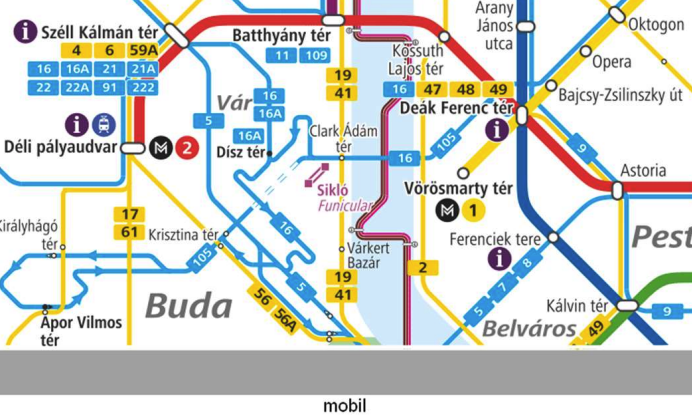 Széll Kálmán tér
4 6 59A
16 16A 21 21A
22 22A 91 222
Batthyány tér
11 109
Arany
János
utca
Oktogon
Kossuth
Lajos tér
Opera
19
41
16 47 48 49
Bajcsy-Zsilinszky út
Deák Ferenc tér
Vár
16
16A
5
16A
Dísz tér
Clark Ádám
tér
105
9
Déli pályaudvar M 2
16
Astoria
Sikló
Funicular
Vörösmarty tér
M 1
17
61
Királyhágó
tér
Krisztina tér
16
Ferenciek tere
Pest
105
Várkert
Bazár
2
8
7
5
5
19
41
56 56A
Buda
Kálvin tér
9
Apor Vilmos
tér
Belváros
49
mobil